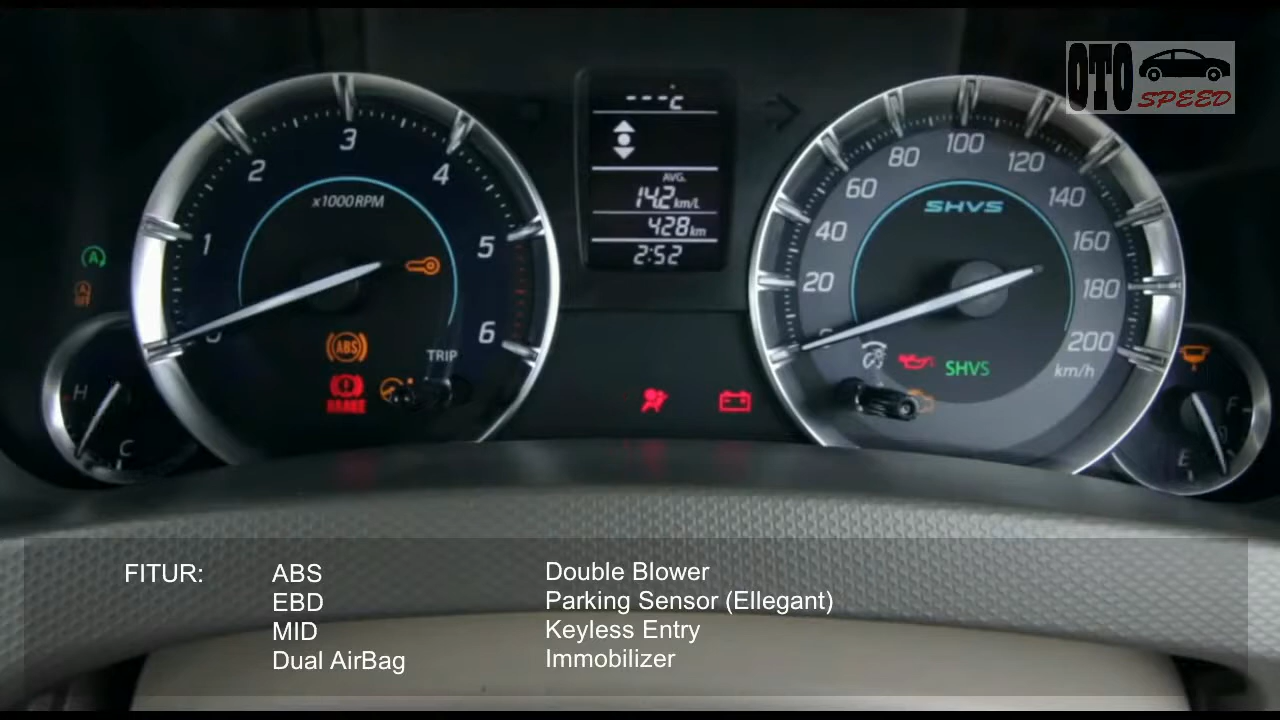 OTO
SPEED
3
2
4
x1000RPM
1
5
0
6
ABS
BRAKE
TRIP
H
C
---c
AVG.
14.2 km/L
428 km
2:52
100
80
120
60
140
SHVS
40
160
20
180
200
km/h
SHVS
F
E
A
FITUR:
ABS
EBD
MID
Dual AirBag
Double Blower
Parking Sensor (Ellegant)
Keyless Entry
Immobilizer